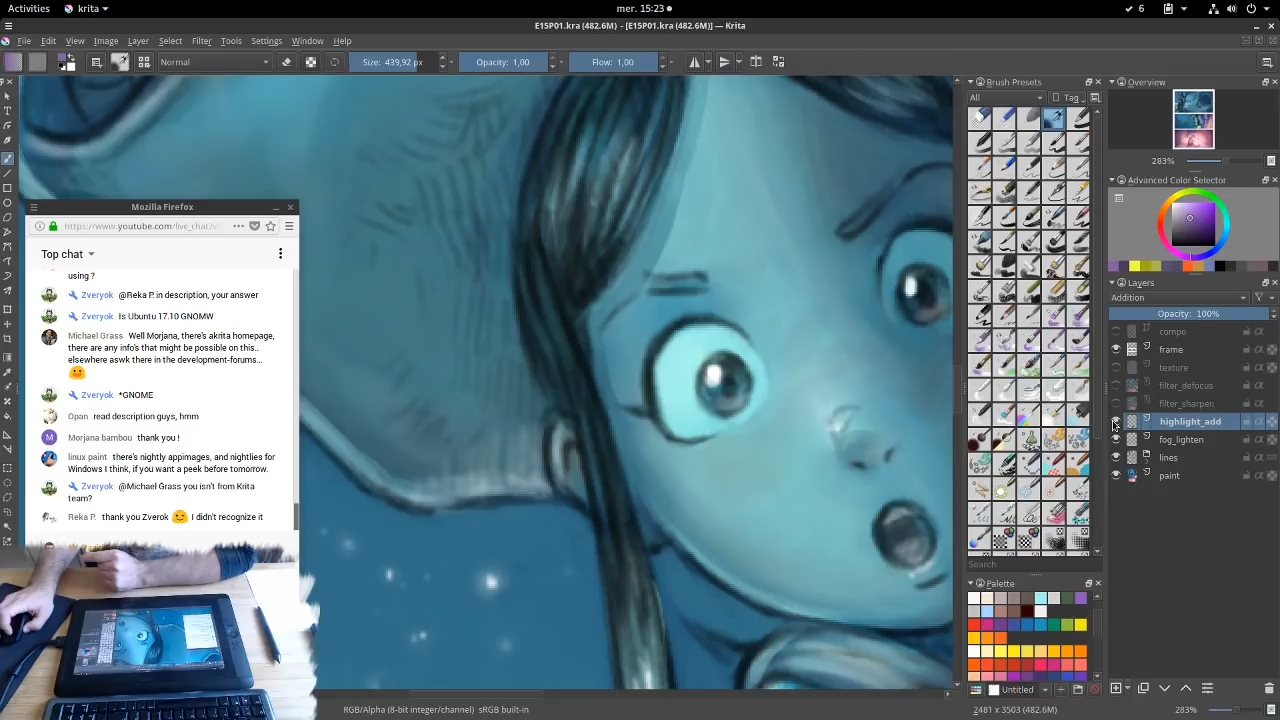 Activities
krita
mer. 15:23
6
E15P01.kra (482.6M) - [E15P01.kra (482.6M)] — Krita
File Edit View Image Layer Select Filter Tools Settings Window Help
Normal
Size: 439,92 px
Opacity: 1,00
Flow: 1,00
Mozilla Firefox
https://www.youtube.com/live_chat?v
Top chat
using ?
Zveryok @Reka P. in description, your answer
Zveryok Is Ubuntu 17.10 GNOMW
Michael Grass Well Morjana, there's akrita homepage,
there are any infos that might be possible on this..
elsewhere aswk there in the development-forums...
Zveryok *GNOME
Opan read description guys, hmm
Morjana bambou thank you !
linux paint there's nightly appimages, and nightlies for
Windows I think, if you want a peek before tomorrow.
Zveryok @Michael Grass you isn't from Krita
team?
Reka P. thank you Zverok I didn't recognize it
Brush Presets
All
Tag
Search
Palette
Untitled
Overview
283%
Advanced Color Selector
Layers
Addition
Opacity: 100%
compo
frame
texture
filter_defocus
filter_sharpen
highlight_add
fog_lighten
lines
paint
RGB/Alpha (8-bit integer/channel) sRGB built-in
2481 x 3503 (482.6M)
283%